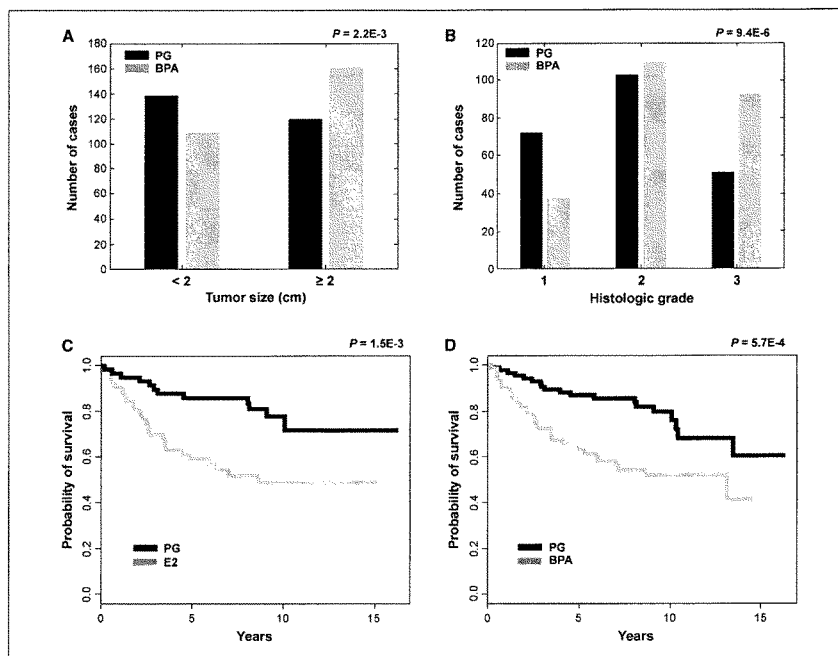 A
P = 2.2E-3
180
160
140
120
100
80
60
40
20
0
Number of cases
PG
BPA
< 2
≥ 2
Tumor size (cm)
B
P = 9.4E-6
120
100
80
60
40
20
0
Number of cases
PG
BPA
1
2
3
Histologic grade
C
P = 1.5E-3
1.0
0.8
0.6
0.4
0.2
0.0
Probability of survival
PG
E2
0
5
10
15
Years
D
P = 5.7E-4
1.0
0.8
0.6
0.4
0.2
0.0
Probability of survival
PG
BPA
0
5
10
15
Years